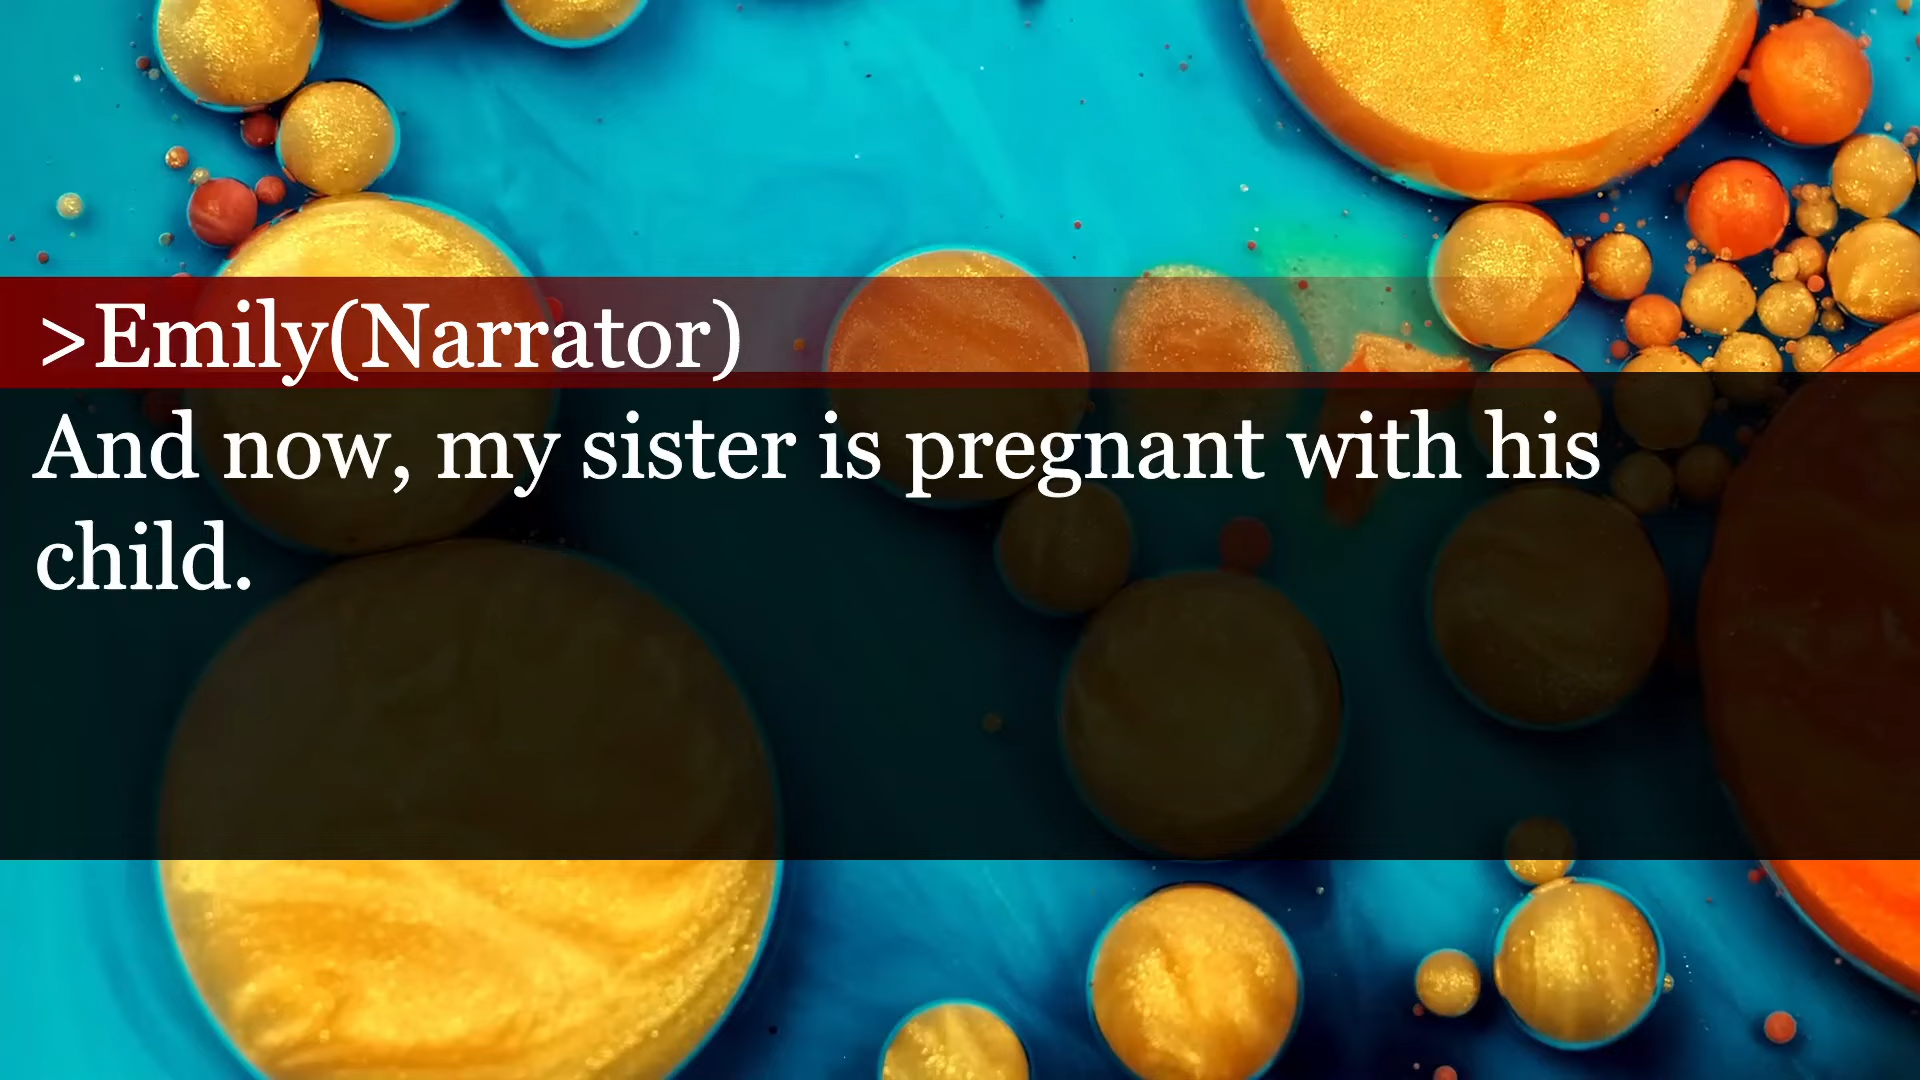 >Emily(Narrator)
And now, my sister is pregnant with his
child.